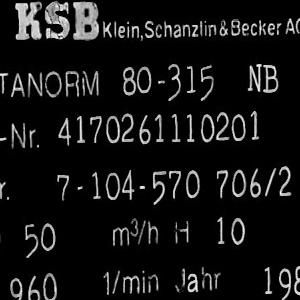 KSB Klein, Schanzlin & Becker AG
TANORM 80-315 NB
-Nr. 4170261110201
r. 7-104-570 706/2
50 m³/h H 10
960 1/min Jahr 198